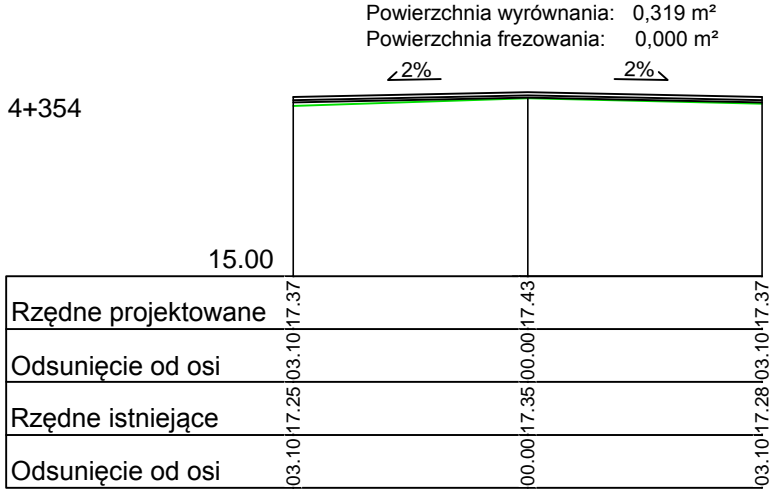 Powierzchnia wyrównania: 0,319 m²
Powierzchnia frezowania: 0,000 m²
2% 2%
4+354
15.00
Rzędne projektowane 17.37 17.43 17.37
Odsunięcie od osi 03.10 00.00 03.10
Rzędne istniejące 17.25 17.35 17.28
Odsunięcie od osi 03.10 00.00 03.10